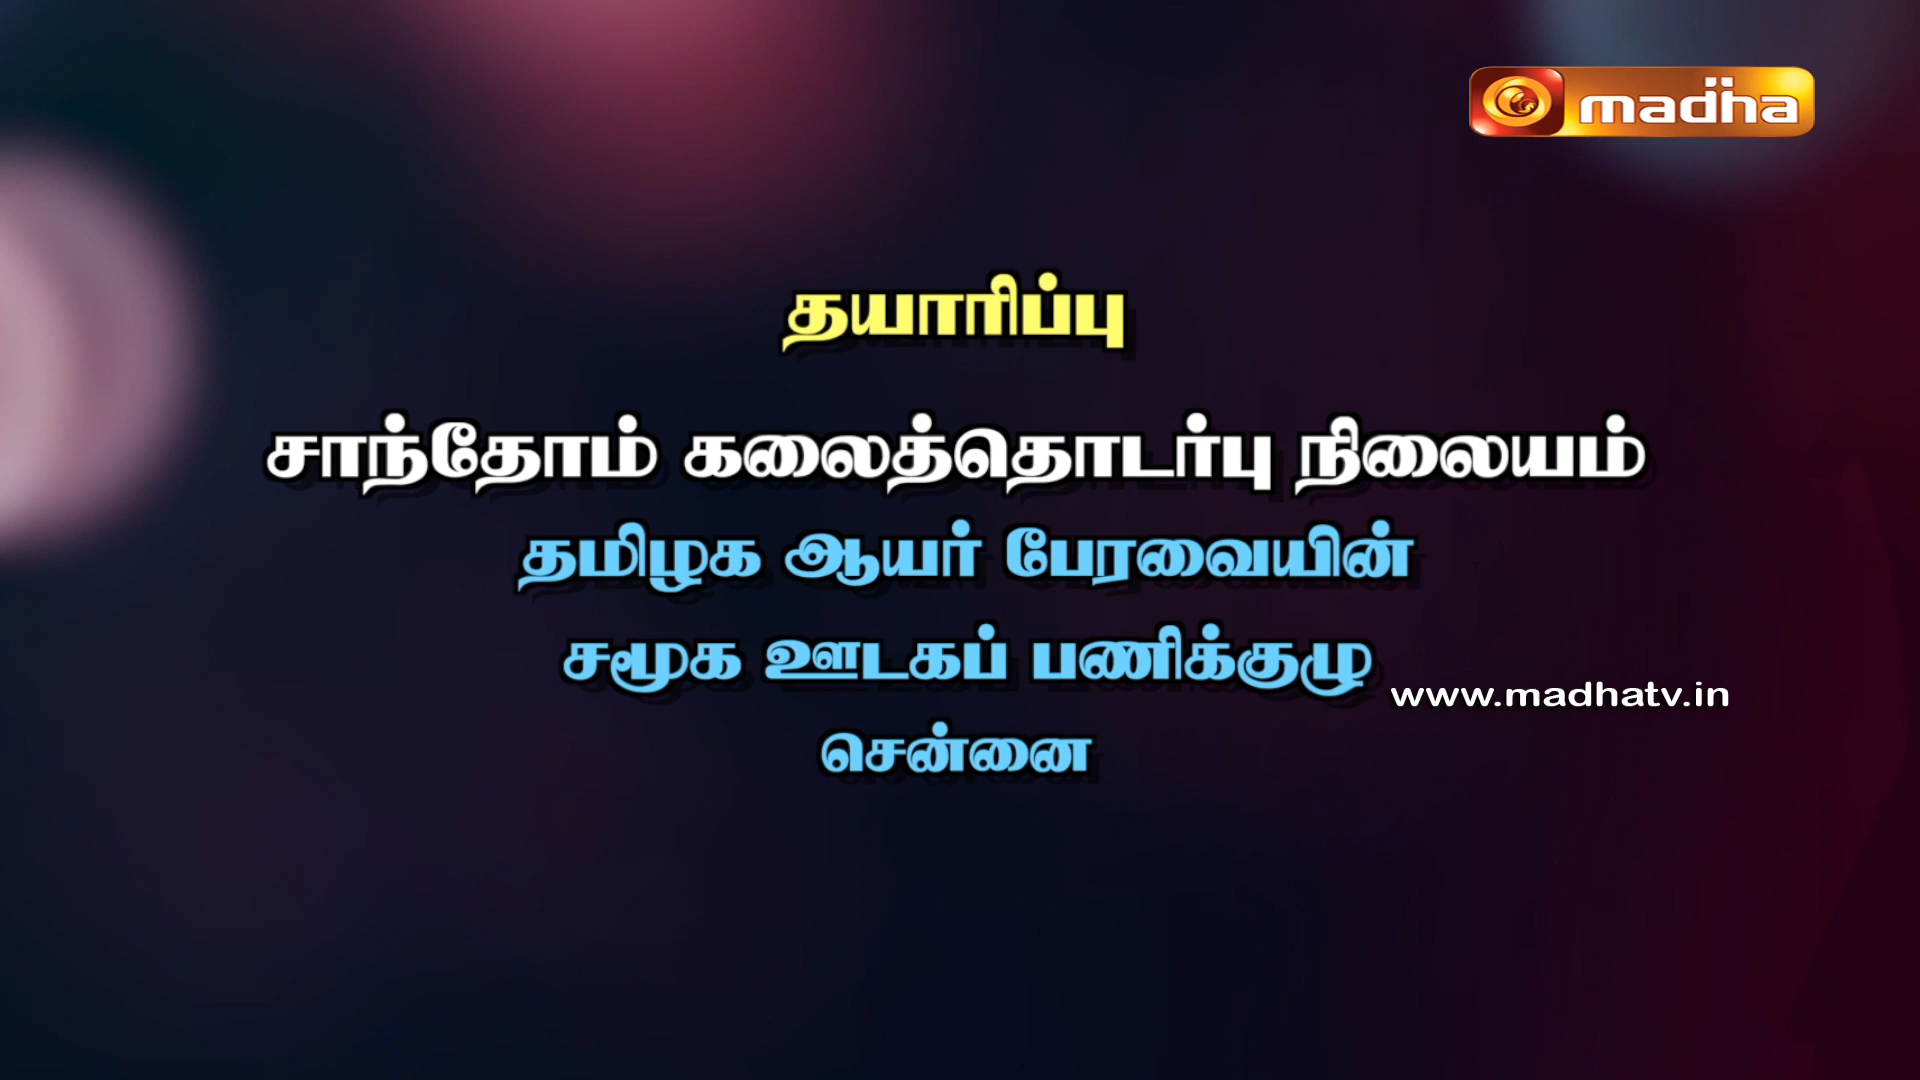 madha
தயாரிப்பு
சாந்தோம் கலைத்தொடர்பு நிலையம்
தமிழக ஆயர் பேரவையின்
சமூக ஊடகப் பணிக்குழு
www.madhatv.in
சென்னை